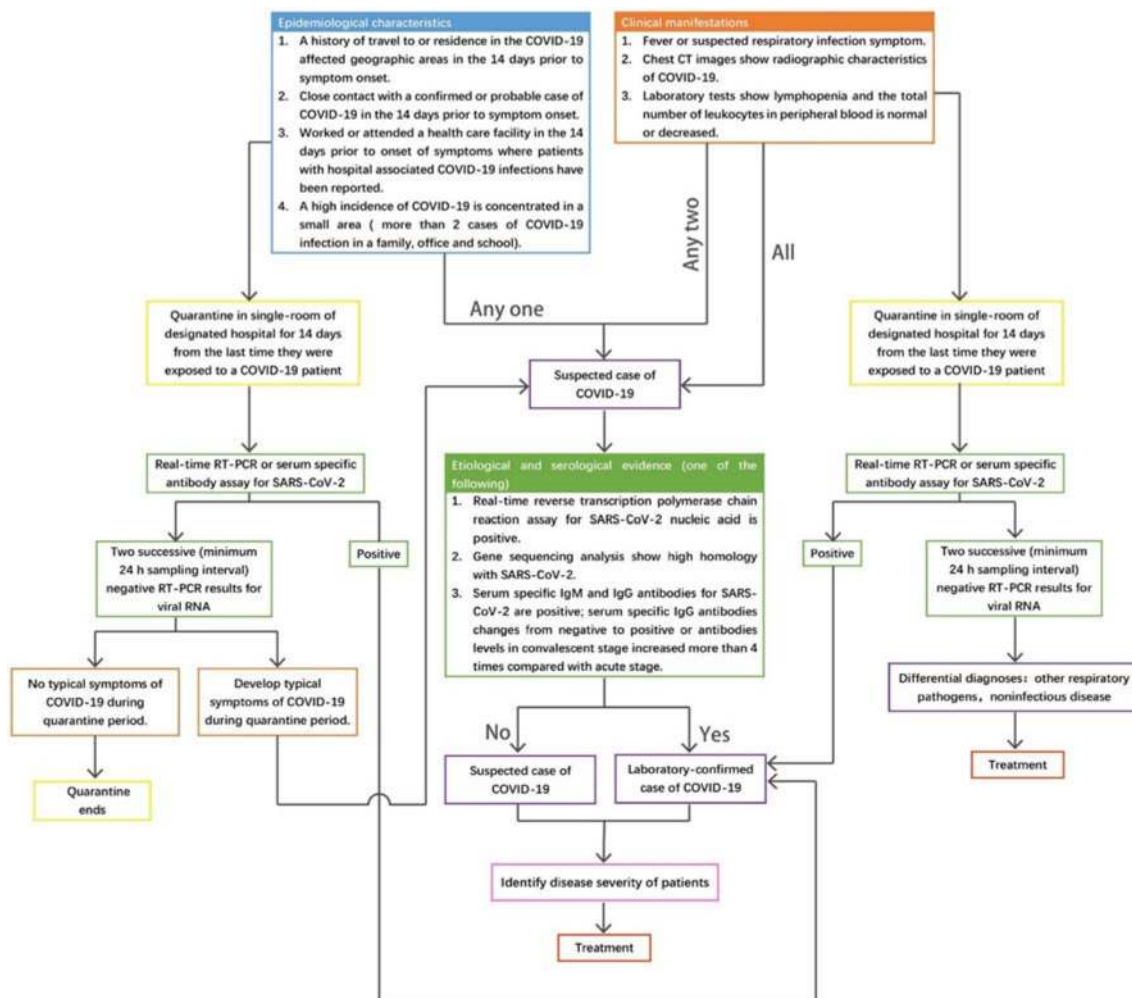 Epidemiological characteristics
1. A history of travel to or residence in the COVID-19
affected geographic areas in the 14 days prior to
symptom onset.
2. Close contact with a confirmed or probable case of
COVID-19 in the 14 days prior to symptom onset.
3. Worked or attended a health care facility in the 14
days prior to onset of symptoms where patients
with hospital associated COVID-19 infections have
been reported.
4. A high incidence of COVID-19 is concentrated in a
small area ( more than 2 cases of COVID-19
infection in a family, office and school).
Clinical manifestations
1. Fever or suspected respiratory infection symptom.
2. Chest CT images show radiographic characteristics
of COVID-19.
3. Laboratory tests show lymphopenia and the total
number of leukocytes in peripheral blood is normal
or decreased.
Any one
Any two
All
Quarantine in single-room of
designated hospital for 14 days
from the last time they were
exposed to a COVID-19 patient
Suspected case of
COVID-19
Quarantine in single-room of
designated hospital for 14 days
from the last time they were
exposed to a COVID-19 patient
Real-time RT-PCR or serum specific
antibody assay for SARS-CoV-2
Etiological and serological evidence (one of the
following)
1. Real-time reverse transcription polymerase chain
reaction assay for SARS-CoV-2 nucleic acid is
positive.
2. Gene sequencing analysis show high homology
with SARS-CoV-2.
3. Serum specific IgM and IgG antibodies for SARS-
CoV-2 are positive; serum specific IgG antibodies
changes from negative to positive or antibodies
levels in convalescent stage increased more than 4
times compared with acute stage.
Real-time RT-PCR or serum specific
antibody assay for SARS-CoV-2
Two successive (minimum
24 h sampling interval)
negative RT-PCR results for
viral RNA
Positive
Positive
Two successive (minimum
24 h sampling interval)
negative RT-PCR results for
viral RNA
No typical symptoms of
COVID-19 during
quarantine period.
Develop typical
symptoms of COVID-19
during quarantine period.
Differential diagnoses: other respiratory
pathogens, noninfectious disease
No
Yes
Quarantine
ends
Suspected case of
COVID-19
Laboratory-confirmed
case of COVID-19
Treatment
Identify disease severity of patients
Treatment